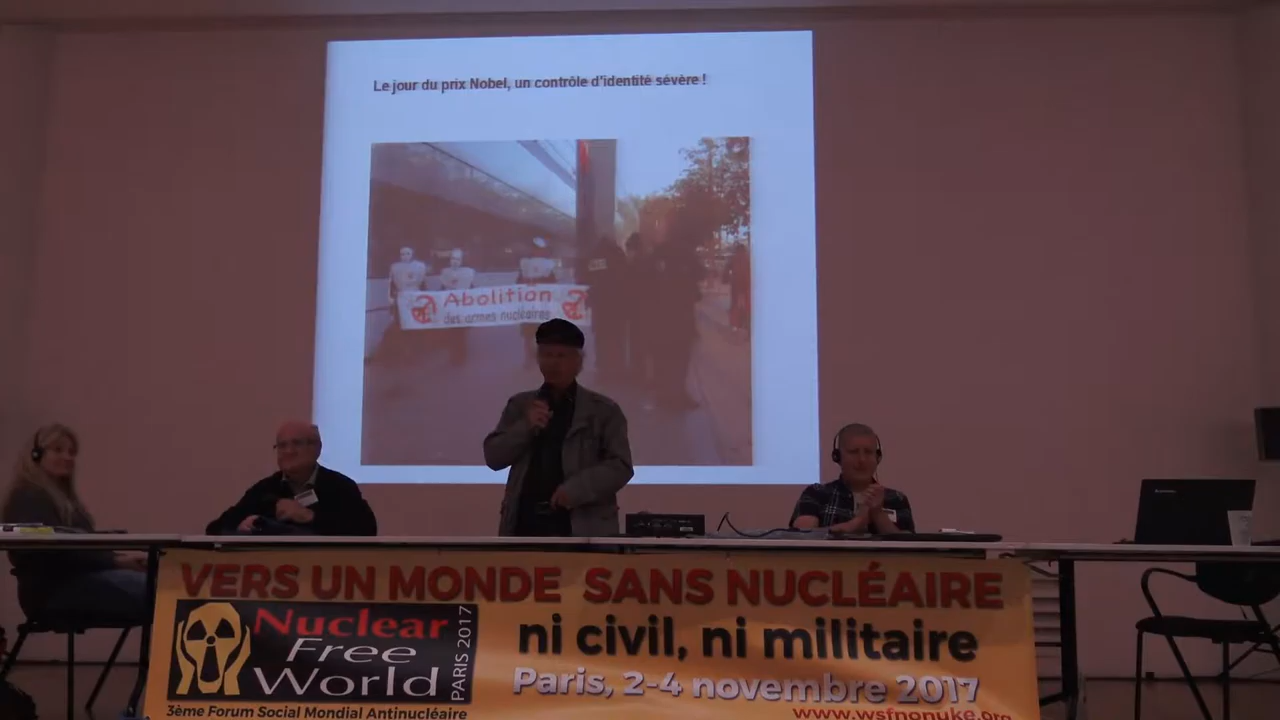 Le jour du prix Nobel, un contrôle d'identité sévère !
Abolition
des armes nucléaires
VERS UN MONDE SANS NUCLÉAIRE
Nuclear
Free
World
PARIS 2017
ni civil, ni militaire
Paris, 2-4 novembre 2017
3ème Forum Social Mondial Antinucléaire
www.wsfnonuke.org